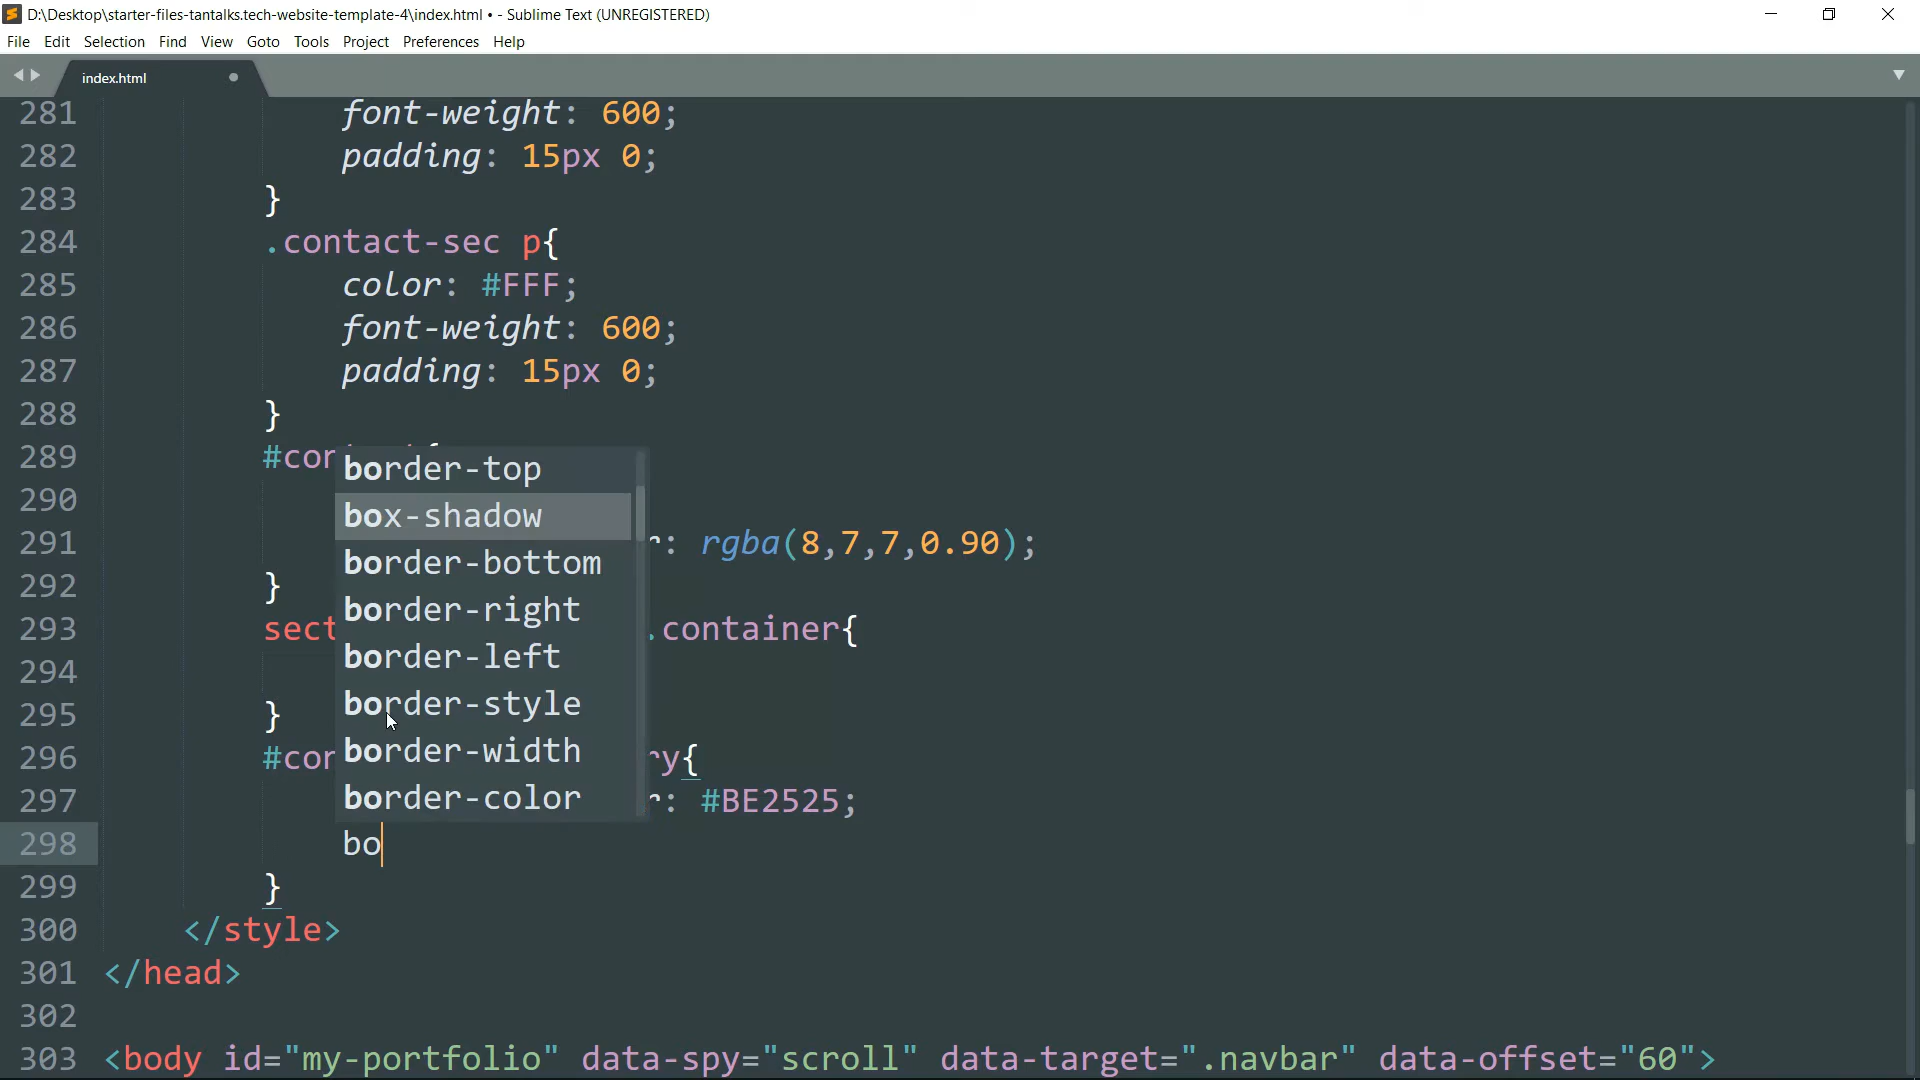 D:\Desktop\starter-files-tantalks.tech-website-template-4\index.html • - Sublime Text (UNREGISTERED)
File Edit Selection Find View Goto Tools Project Preferences Help
index.html
281 font-weight: 600;
282 padding: 15px 0;
283 }
284 .contact-sec p{
285 color: #FFF;
286 font-weight: 600;
287 padding: 15px 0;
288 }
289 #con
border-top
290
box-shadow
291 r: rgba(8,7,7,0.90);
border-bottom
292 }
border-right
293 sect .container{
border-left
294
border-style
295 }
border-width
296 #con ry{
border-color
297 r: #BE2525;
298 bo
299 }
300 </style>
301 </head>
302
303 <body id="my-portfolio" data-spy="scroll" data-target=".navbar" data-offset="60">